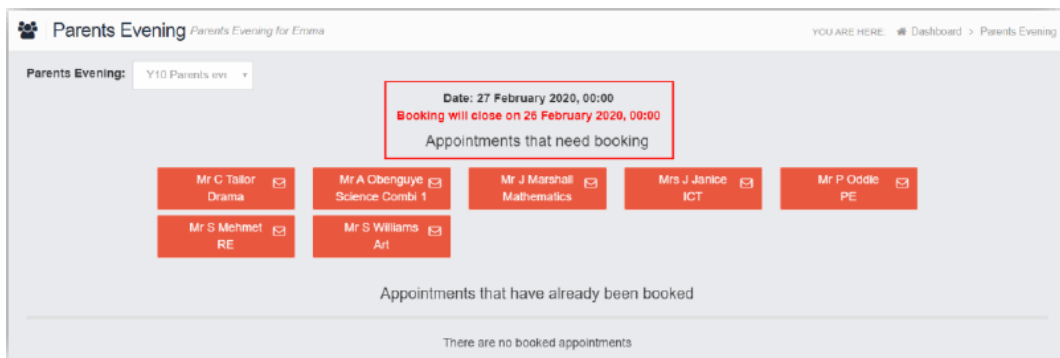 Parents Evening Parents Evening for Emma
YOU ARE HERE: Dashboard > Parents Evening
Parents Evening: Y10 Parents eve
Date: 27 February 2020, 00:00
Booking will close on 26 February 2020, 00:00
Appointments that need booking
Mr C Tailor
Drama
Mr A Obenguye
Science Combi 1
Mr J Marshall
Mathematics
Mrs J Janice
ICT
Mr P Oddie
PE
Mr S Mehmet
RE
Mr S Williams
Art
Appointments that have already been booked
There are no booked appointments